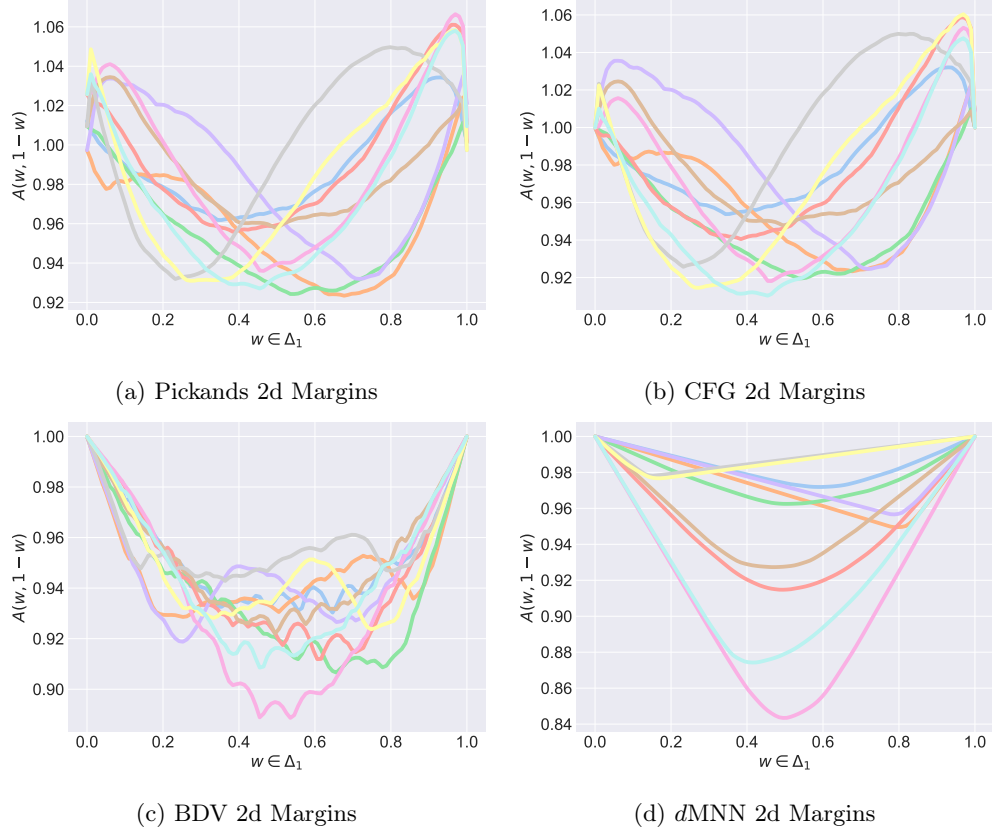 1.06
1.04
1.02
1.00
0.98
0.96
0.94
0.92
A(w, 1 − w)
0.0 0.2 0.4 0.6 0.8 1.0
w ∈ Δ₁
(a) Pickands 2d Margins
1.06
1.04
1.02
1.00
0.98
0.96
0.94
0.92
A(w, 1 − w)
0.0 0.2 0.4 0.6 0.8 1.0
w ∈ Δ₁
(b) CFG 2d Margins
1.00
0.98
0.96
0.94
0.92
0.90
A(w, 1 − w)
0.0 0.2 0.4 0.6 0.8 1.0
w ∈ Δ₁
(c) BDV 2d Margins
1.00
0.98
0.96
0.94
0.92
0.90
0.88
0.86
0.84
A(w, 1 − w)
0.0 0.2 0.4 0.6 0.8 1.0
w ∈ Δ₁
(d) dMNN 2d Margins